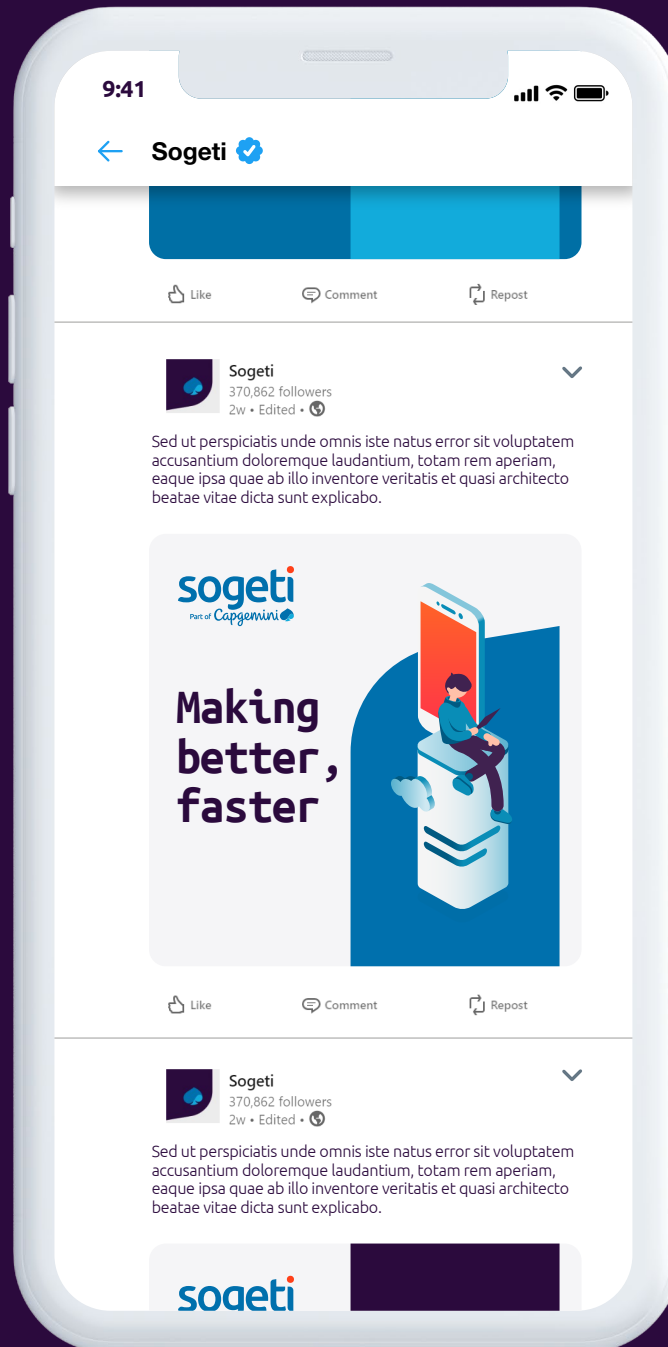 9:41
Sogeti
Like
Comment
Repost
Sogeti
370,862 followers
2w • Edited •
Sed ut perspiciatis unde omnis iste natus error sit voluptatem
accusantium doloremque laudantium, totam rem aperiam,
eaque ipsa quae ab illo inventore veritatis et quasi architecto
beatae vitae dicta sunt explicabo.
sogeti
Part of Capgemini
Making
better,
faster
Like
Comment
Repost
Sogeti
370,862 followers
2w • Edited •
Sed ut perspiciatis unde omnis iste natus error sit voluptatem
accusantium doloremque laudantium, totam rem aperiam,
eaque ipsa quae ab illo inventore veritatis et quasi architecto
beatae vitae dicta sunt explicabo.
sogeti